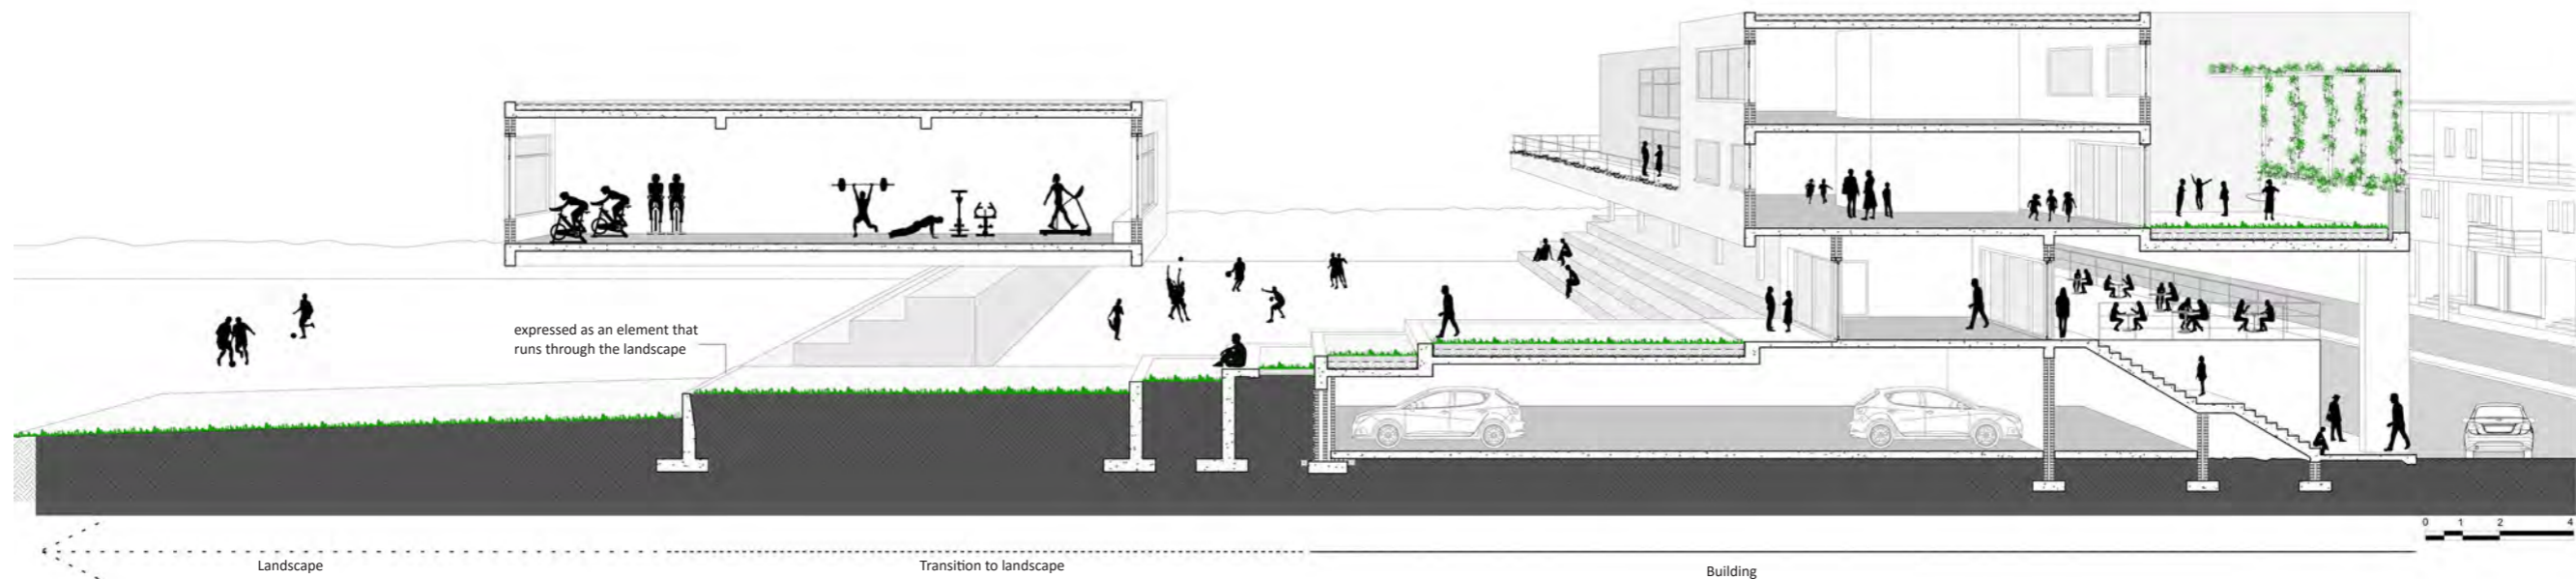 expressed as an element that
runs through the landscape
0 1 2 4
Landscape
Transition to landscape
Building